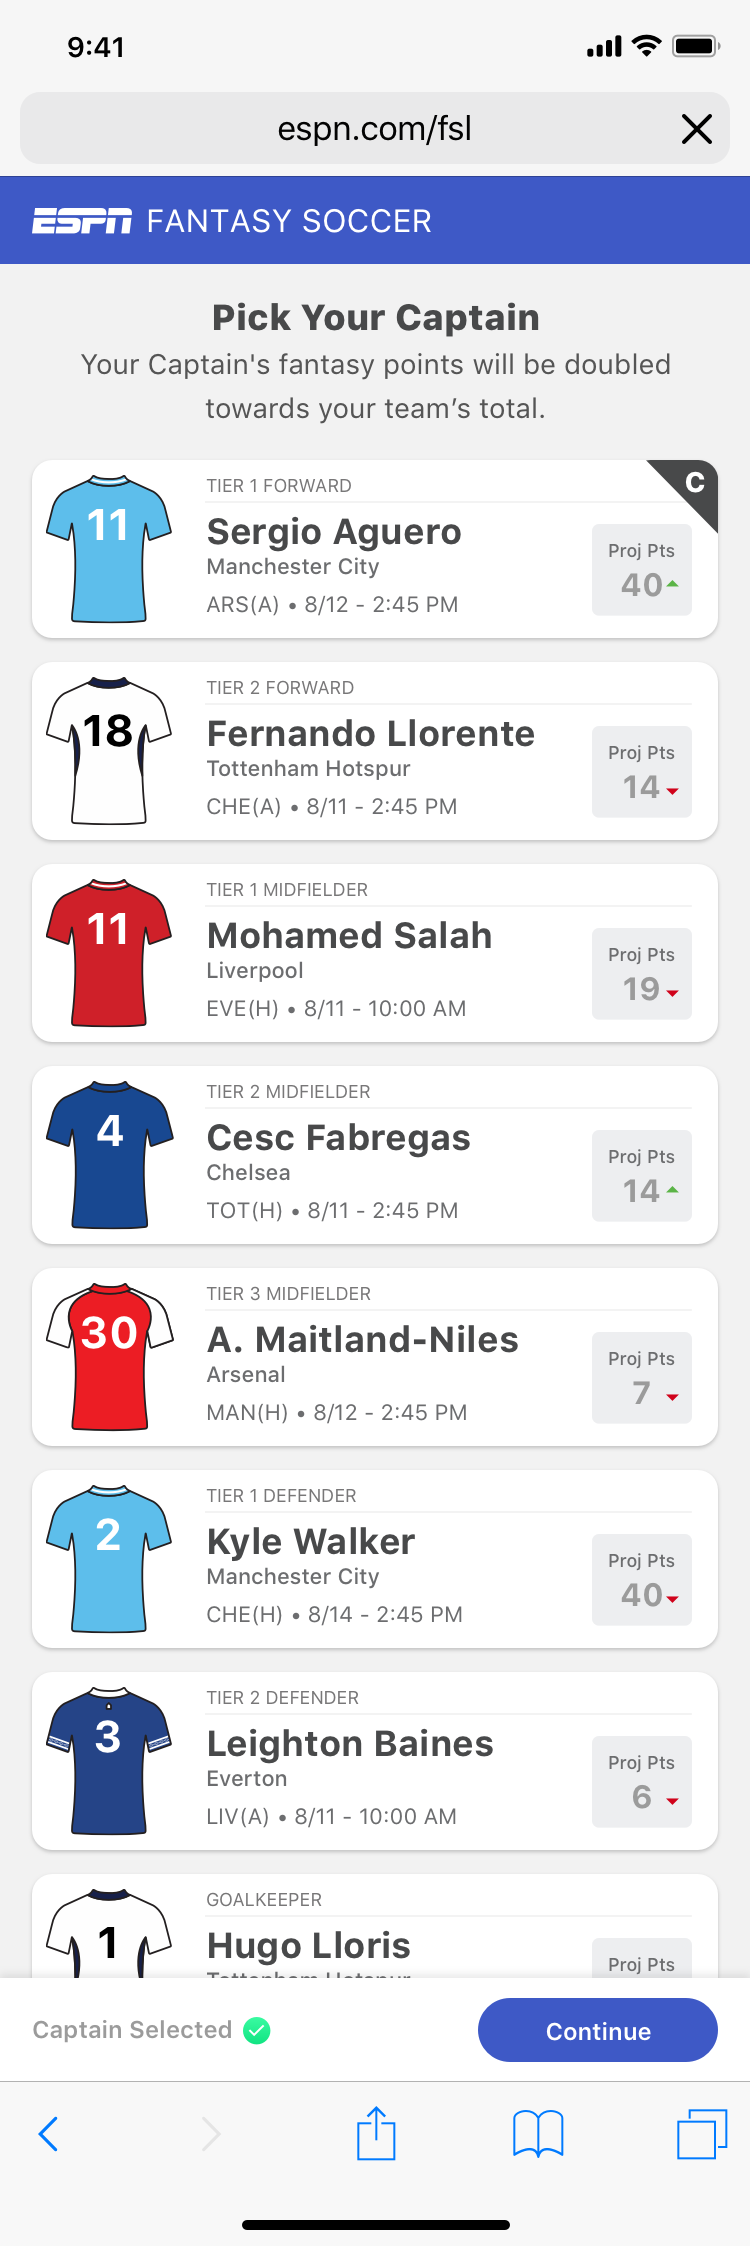 9:41
espn.com/fsl
ESPN FANTASY SOCCER
Pick Your Captain
Your Captain's fantasy points will be doubled
towards your team’s total.
TIER 1 FORWARD
C
11
Sergio Aguero
Manchester City
ARS(A) • 8/12 - 2:45 PM
Proj Pts
40
TIER 2 FORWARD
18
Fernando Llorente
Tottenham Hotspur
CHE(A) • 8/11 - 2:45 PM
Proj Pts
14
TIER 1 MIDFIELDER
11
Mohamed Salah
Liverpool
EVE(H) • 8/11 - 10:00 AM
Proj Pts
19
TIER 2 MIDFIELDER
4
Cesc Fabregas
Chelsea
TOT(H) • 8/11 - 2:45 PM
Proj Pts
14
TIER 3 MIDFIELDER
30
A. Maitland-Niles
Arsenal
MAN(H) • 8/12 - 2:45 PM
Proj Pts
7
TIER 1 DEFENDER
2
Kyle Walker
Manchester City
CHE(H) • 8/14 - 2:45 PM
Proj Pts
40
TIER 2 DEFENDER
3
Leighton Baines
Everton
LIV(A) • 8/11 - 10:00 AM
Proj Pts
6
GOALKEEPER
1
Hugo Lloris
Tottenham Hotspur
Proj Pts
Captain Selected
Continue